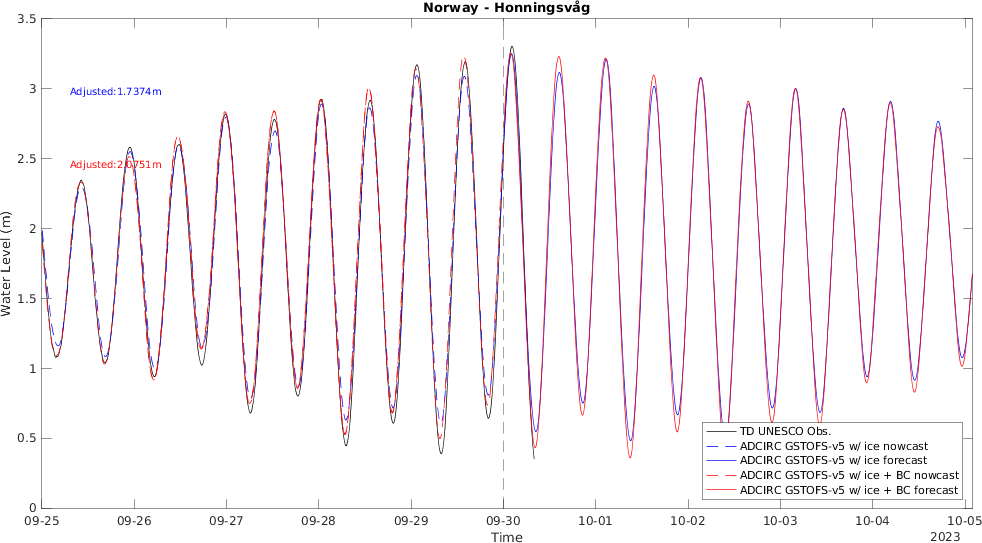 Norway - Honningsvåg
3.5
3
2.5
2
1.5
1
0.5
0
Water Level (m)
Adjusted:1.7374m
Adjusted:2.0751m
TD UNESCO Obs.
ADCIRC GSTOFS-v5 w/ ice nowcast
ADCIRC GSTOFS-v5 w/ ice forecast
ADCIRC GSTOFS-v5 w/ ice + BC nowcast
ADCIRC GSTOFS-v5 w/ ice + BC forecast
09-25 09-26 09-27 09-28 09-29 09-30 10-01 10-02 10-03 10-04 10-05
Time
2023